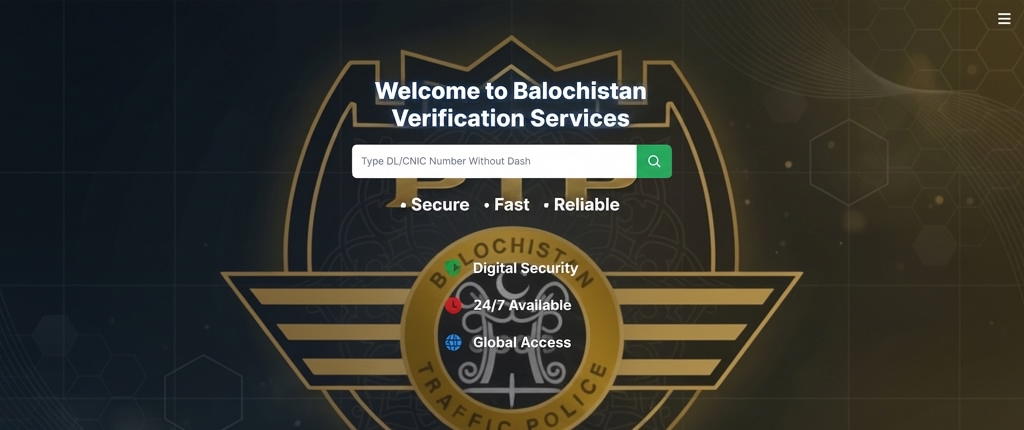 Welcome to Balochistan
Verification Services
Type DL/CNIC Number Without Dash
PTP
• Secure • Fast • Reliable
BALOCHISTAN
Digital Security
24/7 Available
Global Access
TRAFFIC POLICE